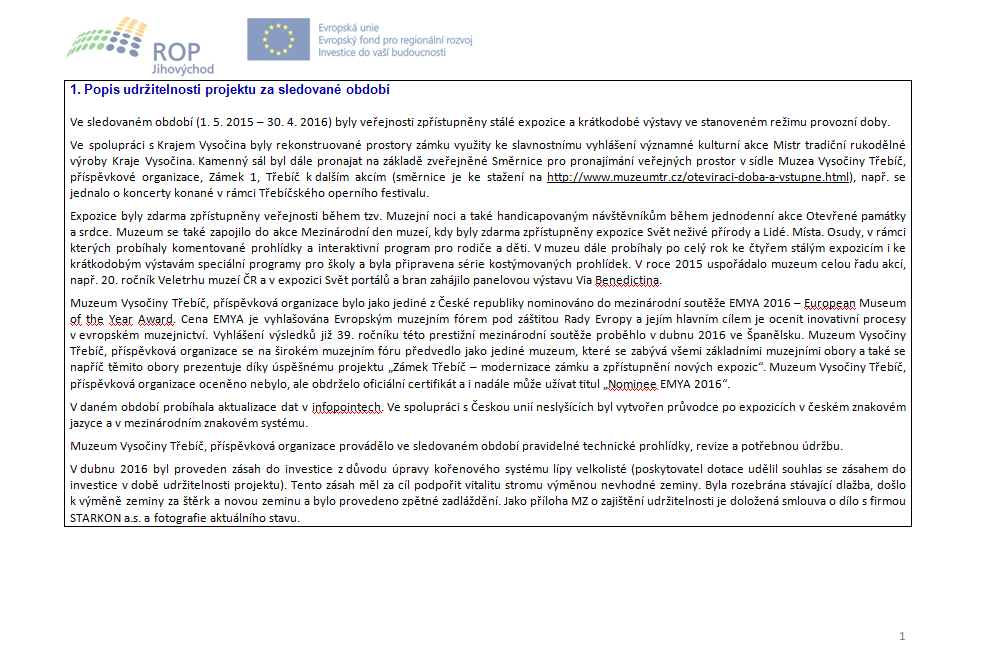 ROP
Jihovýchod
Evropská unie
Evropský fond pro regionální rozvoj
Investice do vaší budoucnosti
1. Popis udržitelnosti projektu za sledované období
Ve sledovaném období (1. 5. 2015 – 30. 4. 2016) byly veřejnosti zpřístupněny stálé expozice a krátkodobé výstavy ve stanoveném režimu provozní doby.
Ve spolupráci s Krajem Vysočina byly rekonstruované prostory zámku využity ke slavnostnímu vyhlášení významné kulturní akce Mistr tradiční rukodělné
výroby Kraje Vysočina. Kamenný sál byl dále pronajat na základě zveřejněné Směrnice pro pronajímání veřejných prostor v sídle Muzea Vysočiny Třebíč,
příspěvkové organizace, Zámek 1, Třebíč k dalším akcím (směrnice je ke stažení na http://www.muzeumtr.cz/oteviraci-doba-a-vstupne.html), např. se
jednalo o koncerty konané v rámci Třebíčského operního festivalu.
Expozice byly zdarma zpřístupněny veřejnosti během tzv. Muzejní noci a také handicapovaným návštěvníkům během jednodenní akce Otevřené památky
a srdce. Muzeum se také zapojilo do akce Mezinárodní den muzeí, kdy byly zdarma zpřístupněny expozice Svět neživé přírody a Lidé. Místa. Osudy, v rámci
kterých probíhaly komentované prohlídky a interaktivní program pro rodiče a děti. V muzeu dále probíhaly po celý rok ke čtyřem stálým expozicím i ke
krátkodobým výstavám speciální programy pro školy a byla připravena série kostýmovaných prohlídek. V roce 2015 uspořádalo muzeum celou řadu akcí,
např. 20. ročník Veletrhu muzeí ČR a v expozici Svět portálů a bran zahájilo panelovou výstavu Via Benedictina.
Muzeum Vysočiny Třebíč, příspěvková organizace bylo jako jediné z České republiky nominováno do mezinárodní soutěže EMYA 2016 – European Museum
of the Year Award. Cena EMYA je vyhlašována Evropským muzejním fórem pod záštitou Rady Evropy a jejím hlavním cílem je ocenit inovativní procesy
v evropském muzejnictví. Vyhlášení výsledků již 39. ročníku této prestižní mezinárodní soutěže proběhlo v dubnu 2016 ve Španělsku. Muzeum Vysočiny
Třebíč, příspěvková organizace se na širokém muzejním fóru předvedlo jako jediné muzeum, které se zabývá všemi základními muzejními obory a také se
napříč těmito obory prezentuje díky úspěšnému projektu „Zámek Třebíč – modernizace zámku a zpřístupnění nových expozic“. Muzeum Vysočiny Třebíč,
příspěvková organizace oceněno nebylo, ale obdrželo oficiální certifikát a i nadále může užívat titul „Nominee EMYA 2016“.
V daném období probíhala aktualizace dat v infopointech. Ve spolupráci s Českou unií neslyšících byl vytvořen průvodce po expozicích v českém znakovém
jazyce a v mezinárodním znakovém systému.
Muzeum Vysočiny Třebíč, příspěvková organizace provádělo ve sledovaném období pravidelné technické prohlídky, revize a potřebnou údržbu.
V dubnu 2016 byl proveden zásah do investice z důvodu úpravy kořenového systému lípy velkolisté (poskytovatel dotace udělil souhlas se zásahem do
investice v době udržitelnosti projektu). Tento zásah měl za cíl podpořit vitalitu stromu výměnou nevhodné zeminy. Byla rozebrána stávající dlažba, došlo
k výměně zeminy za štěrk a novou zeminu a bylo provedeno zpětné zadláždění. Jako příloha MZ o zajištění udržitelnosti je doložená smlouva o dílo s firmou
STARKON a.s. a fotografie aktuálního stavu.
1